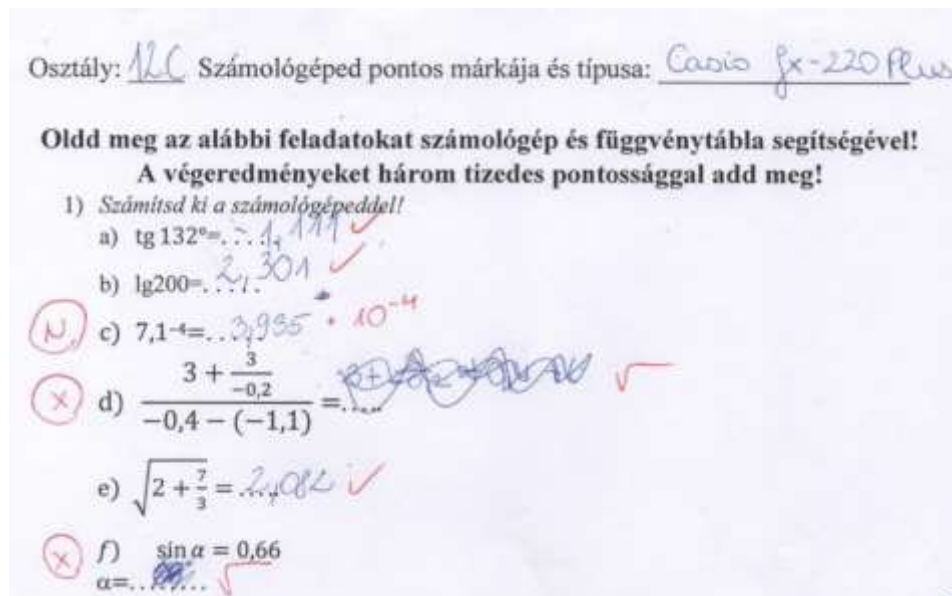 Osztály: 12C Számológéped pontos márkája és típusa: Casio fx-220 Plus
Oldd meg az alábbi feladatokat számológép és függvénytábla segítségével!
A végeredményeket három tizedes pontossággal add meg!
1) Számítsd ki a számológépeddel!
a) tg 132°=.....1,111 ✓
b) lg200=...... 2,301 ✓
N. c) 7,1⁻⁴=...3,935 · 10⁻⁴
X d) (3 + 3/(-0,2))/(-0,4 − (−1,1)) =..... √
e) √(2 + 7/3) = .....2,082 ✓
X f) sin α = 0,66
α=......... √